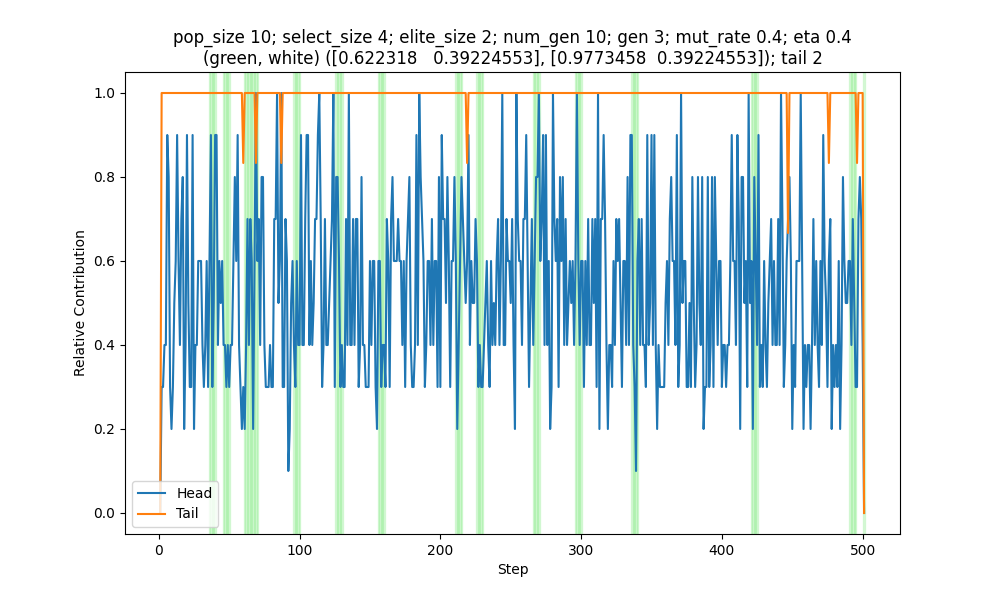 pop_size 10; select_size 4; elite_size 2; num_gen 10; gen 3; mut_rate 0.4; eta 0.4
(green, white) ([0.622318   0.39224553], [0.9773458  0.39224553]); tail 2
1.0
0.8
0.6
0.4
0.2
0.0
Relative Contribution
Head
Tail
0
100
200
300
400
500
Step